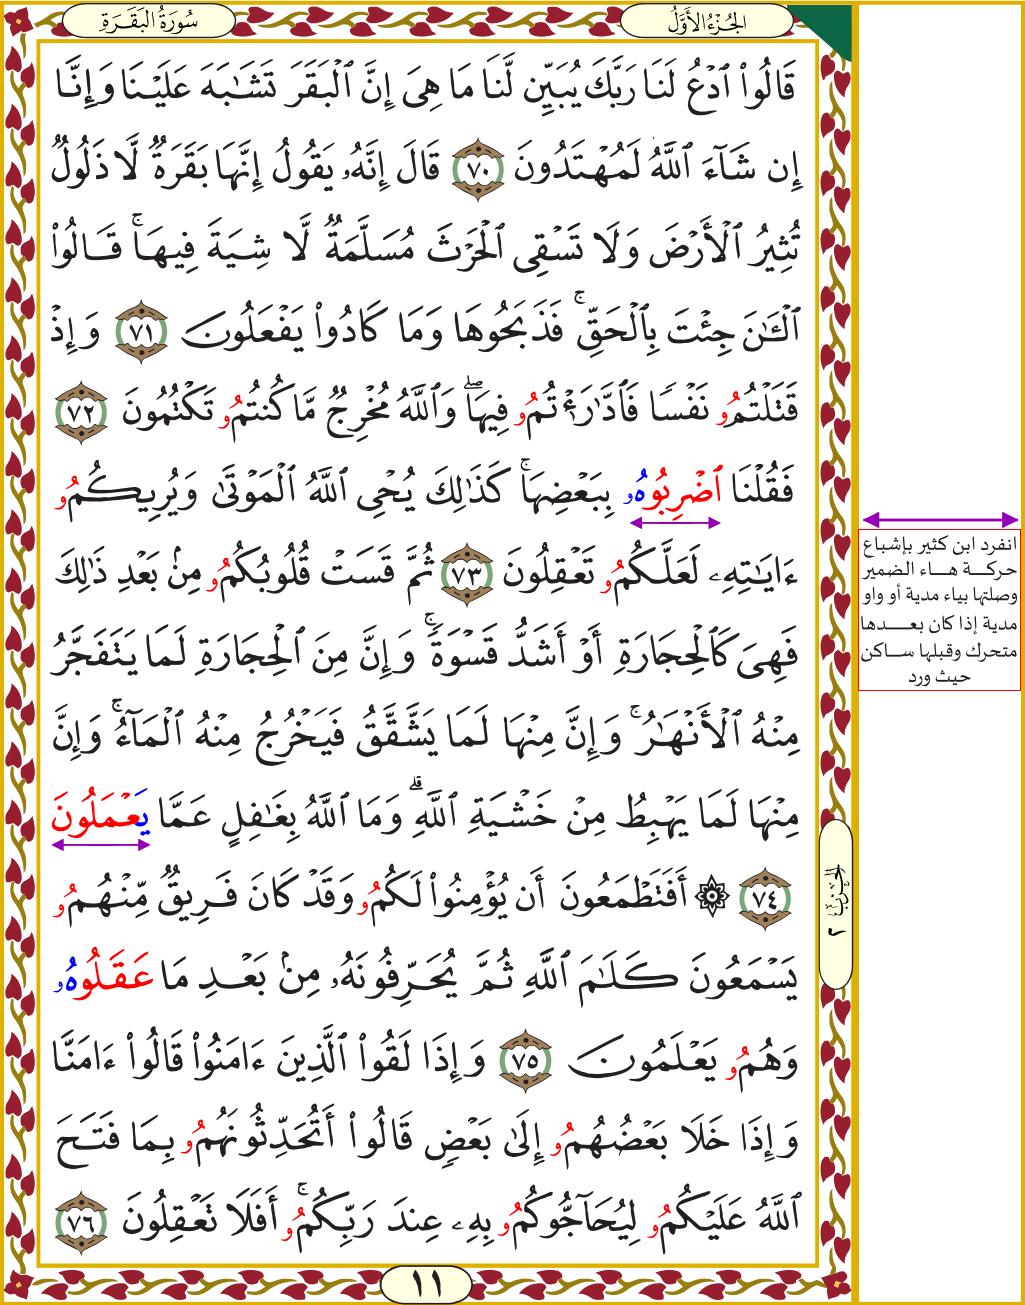 الجُزْءُ الأَوَّلُ
سُورَةُ البَقَرَةِ
قَالُواْ ٱدۡعُ لَنَا رَبَّكَ يُبَيِّن لَّنَا مَا هِىَ إِنَّ ٱلۡبَقَرَ تَشَٰبَهَ عَلَيۡنَا وَإِنَّا
إِن شَآءَ ٱللَّهُ لَمُهۡتَدُونَ ٧٠ قَالَ إِنَّهُۥ يَقُولُ إِنَّهَا بَقَرَةٞ لَّا ذَلُولٞ
تُثِيرُ ٱلۡأَرۡضَ وَلَا تَسۡقِى ٱلۡحَرۡثَ مُسَلَّمَةٞ لَّا شِيَةَ فِيهَاۚ قَالُواْ
ٱلۡـَٰٔنَ جِئۡتَ بِٱلۡحَقِّۚ فَذَبَحُوهَا وَمَا كَادُواْ يَفۡعَلُونَ ٧١ وَإِذۡ
قَتَلۡتُمُۥ نَفۡسٗا فَٱدَّٰرَٰٔتُمُۥ فِيهَاۖ وَٱللَّهُ مُخۡرِجٞ مَّا كُنتُمُۥ تَكۡتُمُونَ ٧٢
فَقُلۡنَا ٱضۡرِبُوهُۥ بِبَعۡضِهَاۚ كَذَٰلِكَ يُحۡىِ ٱللَّهُ ٱلۡمَوۡتَىٰ وَيُرِيكُمُۥ
ءَايَٰتِهِۦ لَعَلَّكُمُۥ تَعۡقِلُونَ ٧٣ ثُمَّ قَسَتۡ قُلُوبُكُمُۥ مِنۢ بَعۡدِ ذَٰلِكَ
فَهِىَ كَٱلۡحِجَارَةِ أَوۡ أَشَدُّ قَسۡوَةٗۚ وَإِنَّ مِنَ ٱلۡحِجَارَةِ لَمَا يَتَفَجَّرُ
مِنۡهُ ٱلۡأَنۡهَٰرُۚ وَإِنَّ مِنۡهَا لَمَا يَشَّقَّقُ فَيَخۡرُجُ مِنۡهُ ٱلۡمَآءُۚ وَإِنَّ
مِنۡهَا لَمَا يَهۡبِطُ مِنۡ خَشۡيَةِ ٱللَّهِۗ وَمَا ٱللَّهُ بِغَٰفِلٍ عَمَّا يَعۡمَلُونَ
٧٤ ۞ أَفَتَطۡمَعُونَ أَن يُؤۡمِنُواْ لَكُمُۥ وَقَدۡ كَانَ فَرِيقٞ مِّنۡهُمُۥ
يَسۡمَعُونَ كَلَٰمَ ٱللَّهِ ثُمَّ يُحَرِّفُونَهُۥ مِنۢ بَعۡدِ مَا عَقَلُوهُۥ
وَهُمُۥ يَعۡلَمُونَ ٧٥ وَإِذَا لَقُواْ ٱلَّذِينَ ءَامَنُواْ قَالُواْ ءَامَنَّا
وَإِذَا خَلَا بَعۡضُهُمُۥ إِلَىٰ بَعۡضٖ قَالُواْ أَتُحَدِّثُونَهُمُۥ بِمَا فَتَحَ
ٱللَّهُ عَلَيۡكُمُۥ لِيُحَآجُّوكُمُۥ بِهِۦ عِندَ رَبِّكُمُۥۚ أَفَلَا تَعۡقِلُونَ ٧٦
١١
الحِزْبُ ٢
انفرد ابن كثير بإشباع
حركة هاء الضمير
وصلتها بياء مدية أو واو
مدية إذا كان بعدها
متحرك وقبلها ساكن
حيث ورد